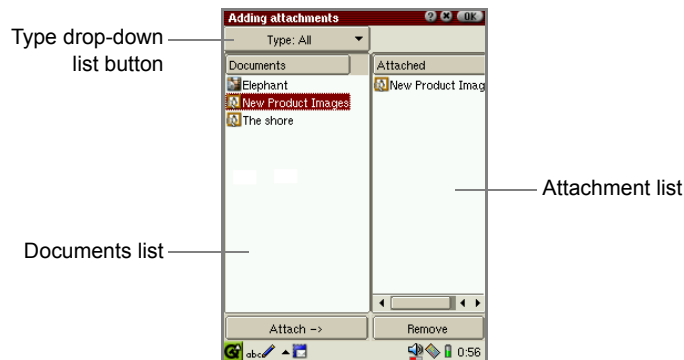 Adding attachments
? X OK
Type drop-down
list button
Type: All
Documents
Attached
Elephant
New Product Images
New Product Imag
The shore
Attachment list
Documents list
Attach ->
Remove
abc
0:56